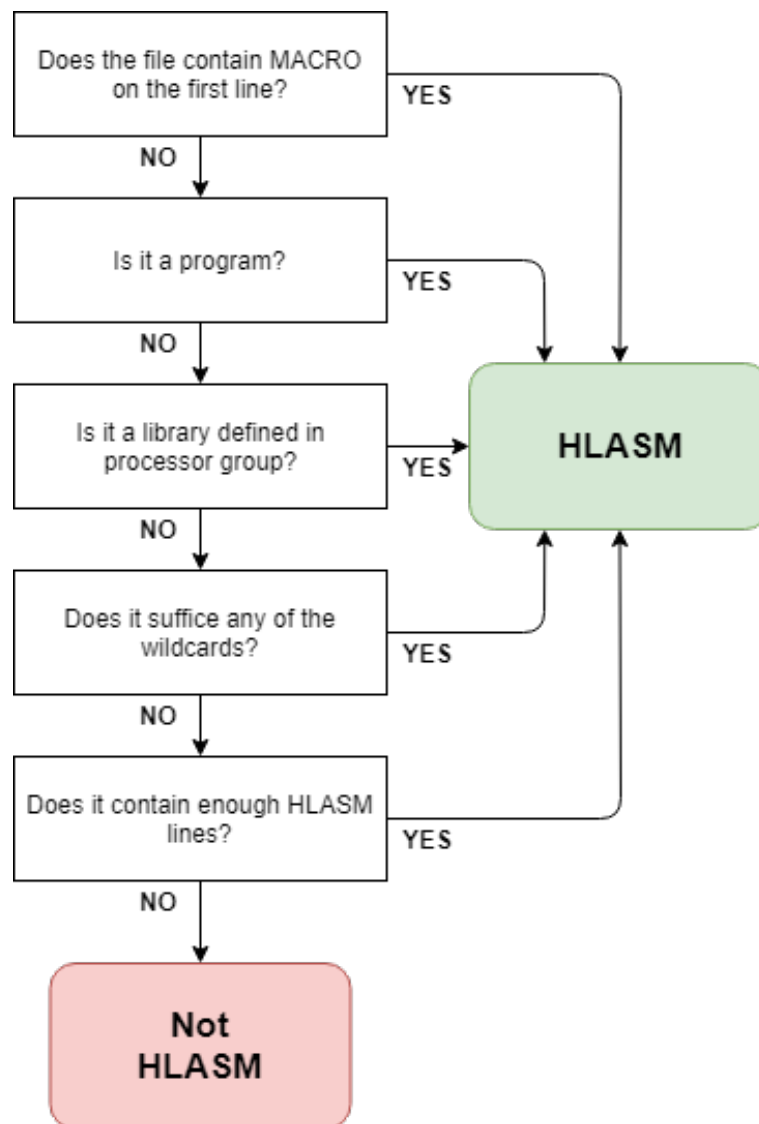 Does the file contain MACRO
on the first line?
YES
NO
Is it a program?
YES
NO
Is it a library defined in
processor group?
YES
HLASM
NO
Does it suffice any of the
wildcards?
YES
NO
Does it contain enough HLASM
lines?
YES
NO
Not
HLASM